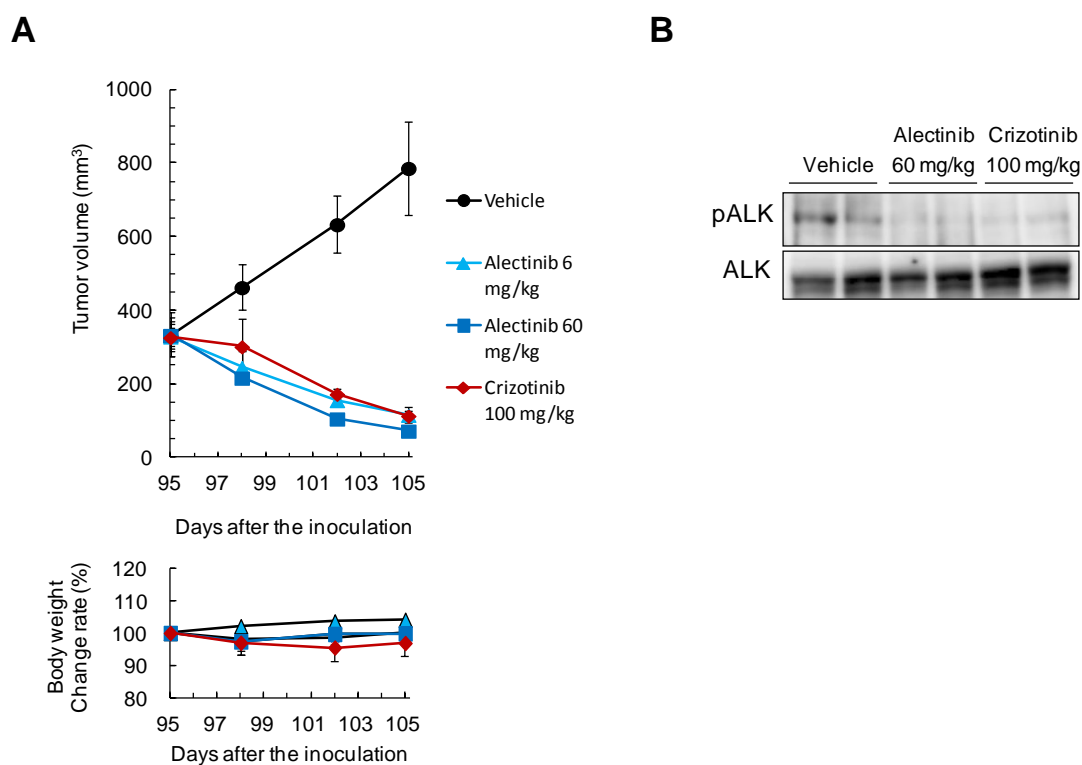 A
B
1000
800
600
400
200
0
Tumor volume (mm³)
95 97 99 101 103 105
Days after the inoculation
Vehicle
Alectinib 6
mg/kg
Alectinib 60
mg/kg
Crizotinib
100 mg/kg
120
110
100
90
80
Body weight
Change rate (%)
95 97 99 101 103 105
Days after the inoculation
Alectinib Crizotinib
Vehicle 60 mg/kg 100 mg/kg
pALK
ALK